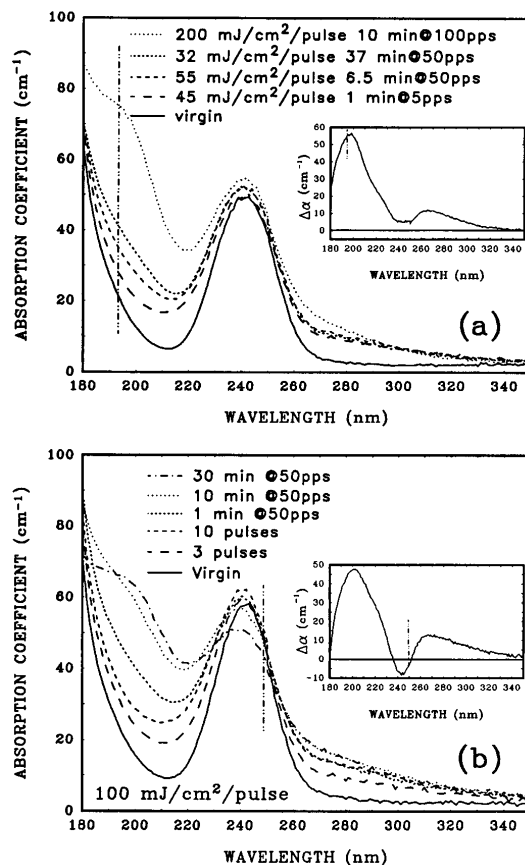 200 mJ/cm²/pulse 10 min@100pps
32 mJ/cm²/pulse 37 min@50pps
55 mJ/cm²/pulse 6.5 min@50pps
45 mJ/cm²/pulse 1 min@5pps
virgin
ABSORPTION COEFFICIENT (cm⁻¹)
100
80
60
40
20
0
180 200 220 240 260 280 300 320 340
WAVELENGTH (nm)
Δα (cm⁻¹)
60
50
40
30
20
10
0
180 200 220 240 260 280 300 320 340
WAVELENGTH (nm)
(a)
30 min @50pps
10 min @50pps
1 min @50pps
10 pulses
3 pulses
Virgin
ABSORPTION COEFFICIENT (cm⁻¹)
100
80
60
40
20
0
180 200 220 240 260 280 300 320 340
WAVELENGTH (nm)
Δα (cm⁻¹)
50
40
30
20
10
0
−10
180 200 220 240 260 280 300 320 340
WAVELENGTH (nm)
(b)
100 mJ/cm²/pulse